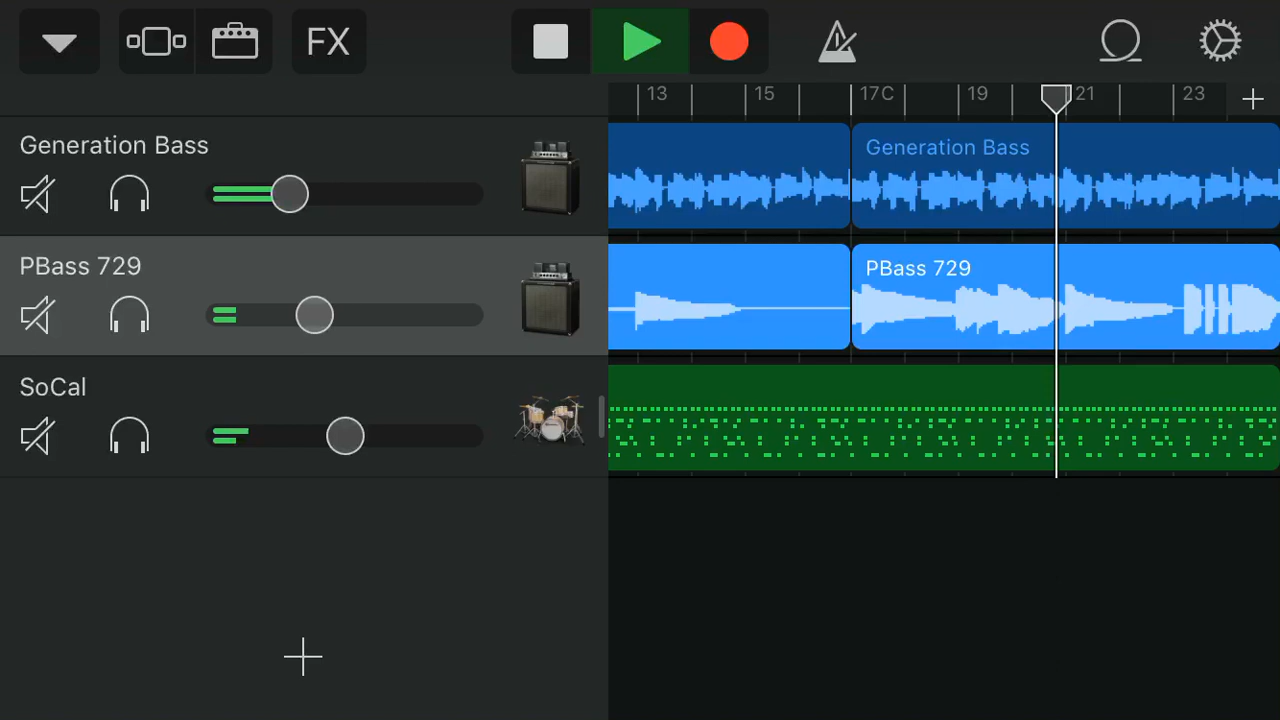 FX
13 15 17C 19 21 23
Generation Bass
Generation Bass
PBass 729
PBass 729
SoCal